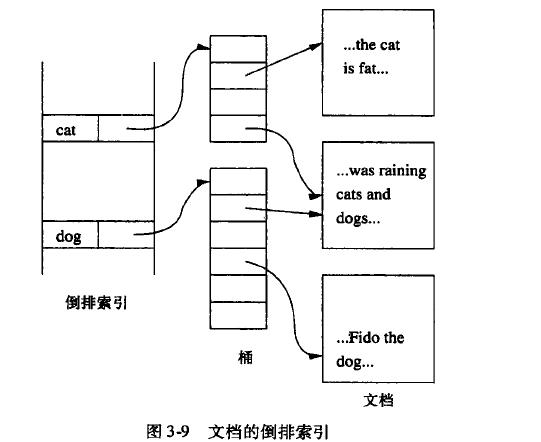 ...the cat
is fat...
cat
...was raining
cats and
dogs...
dog
倒排索引
...Fido the
dog...
桶
文档
图 3-9 文档的倒排索引